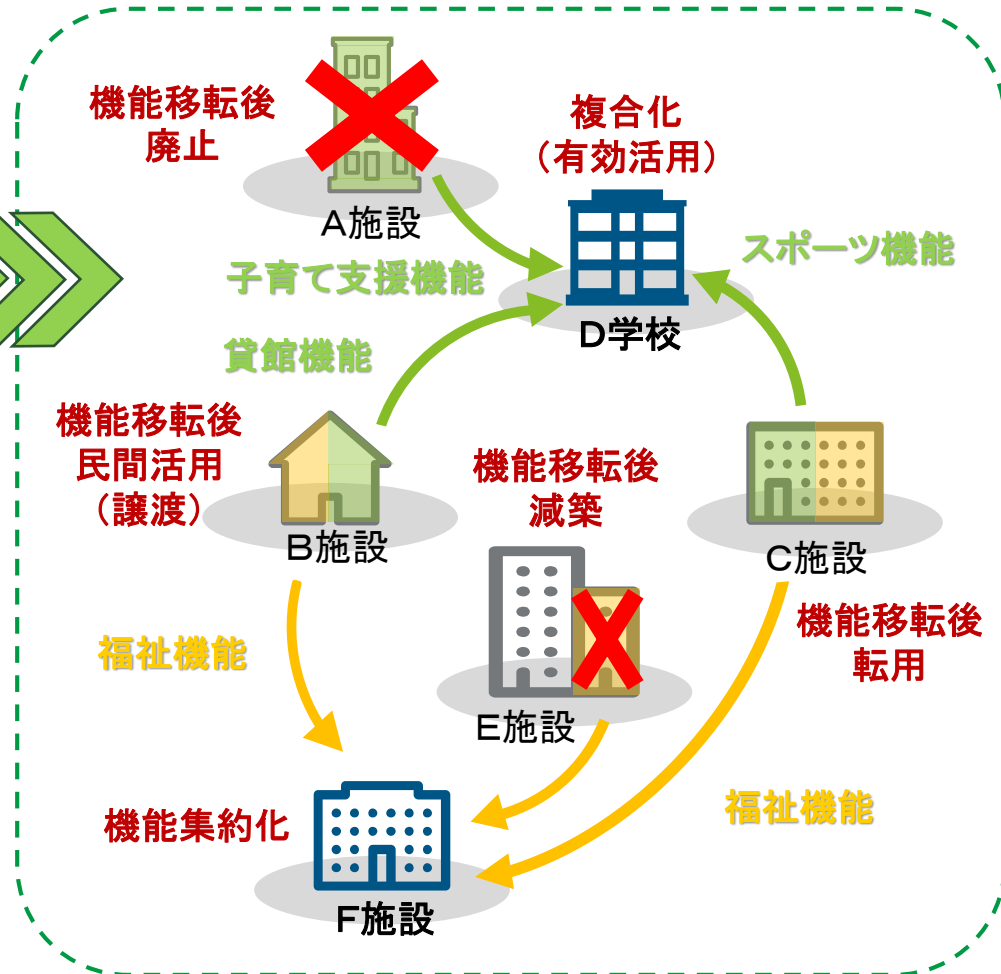 機能移転後
廃止
A施設
複合化
（有効活用）
D学校
子育て支援機能
スポーツ機能
貸館機能
機能移転後
民間活用
（譲渡）
B施設
機能移転後
減築
E施設
C施設
機能移転後
転用
福祉機能
福祉機能
機能集約化
F施設